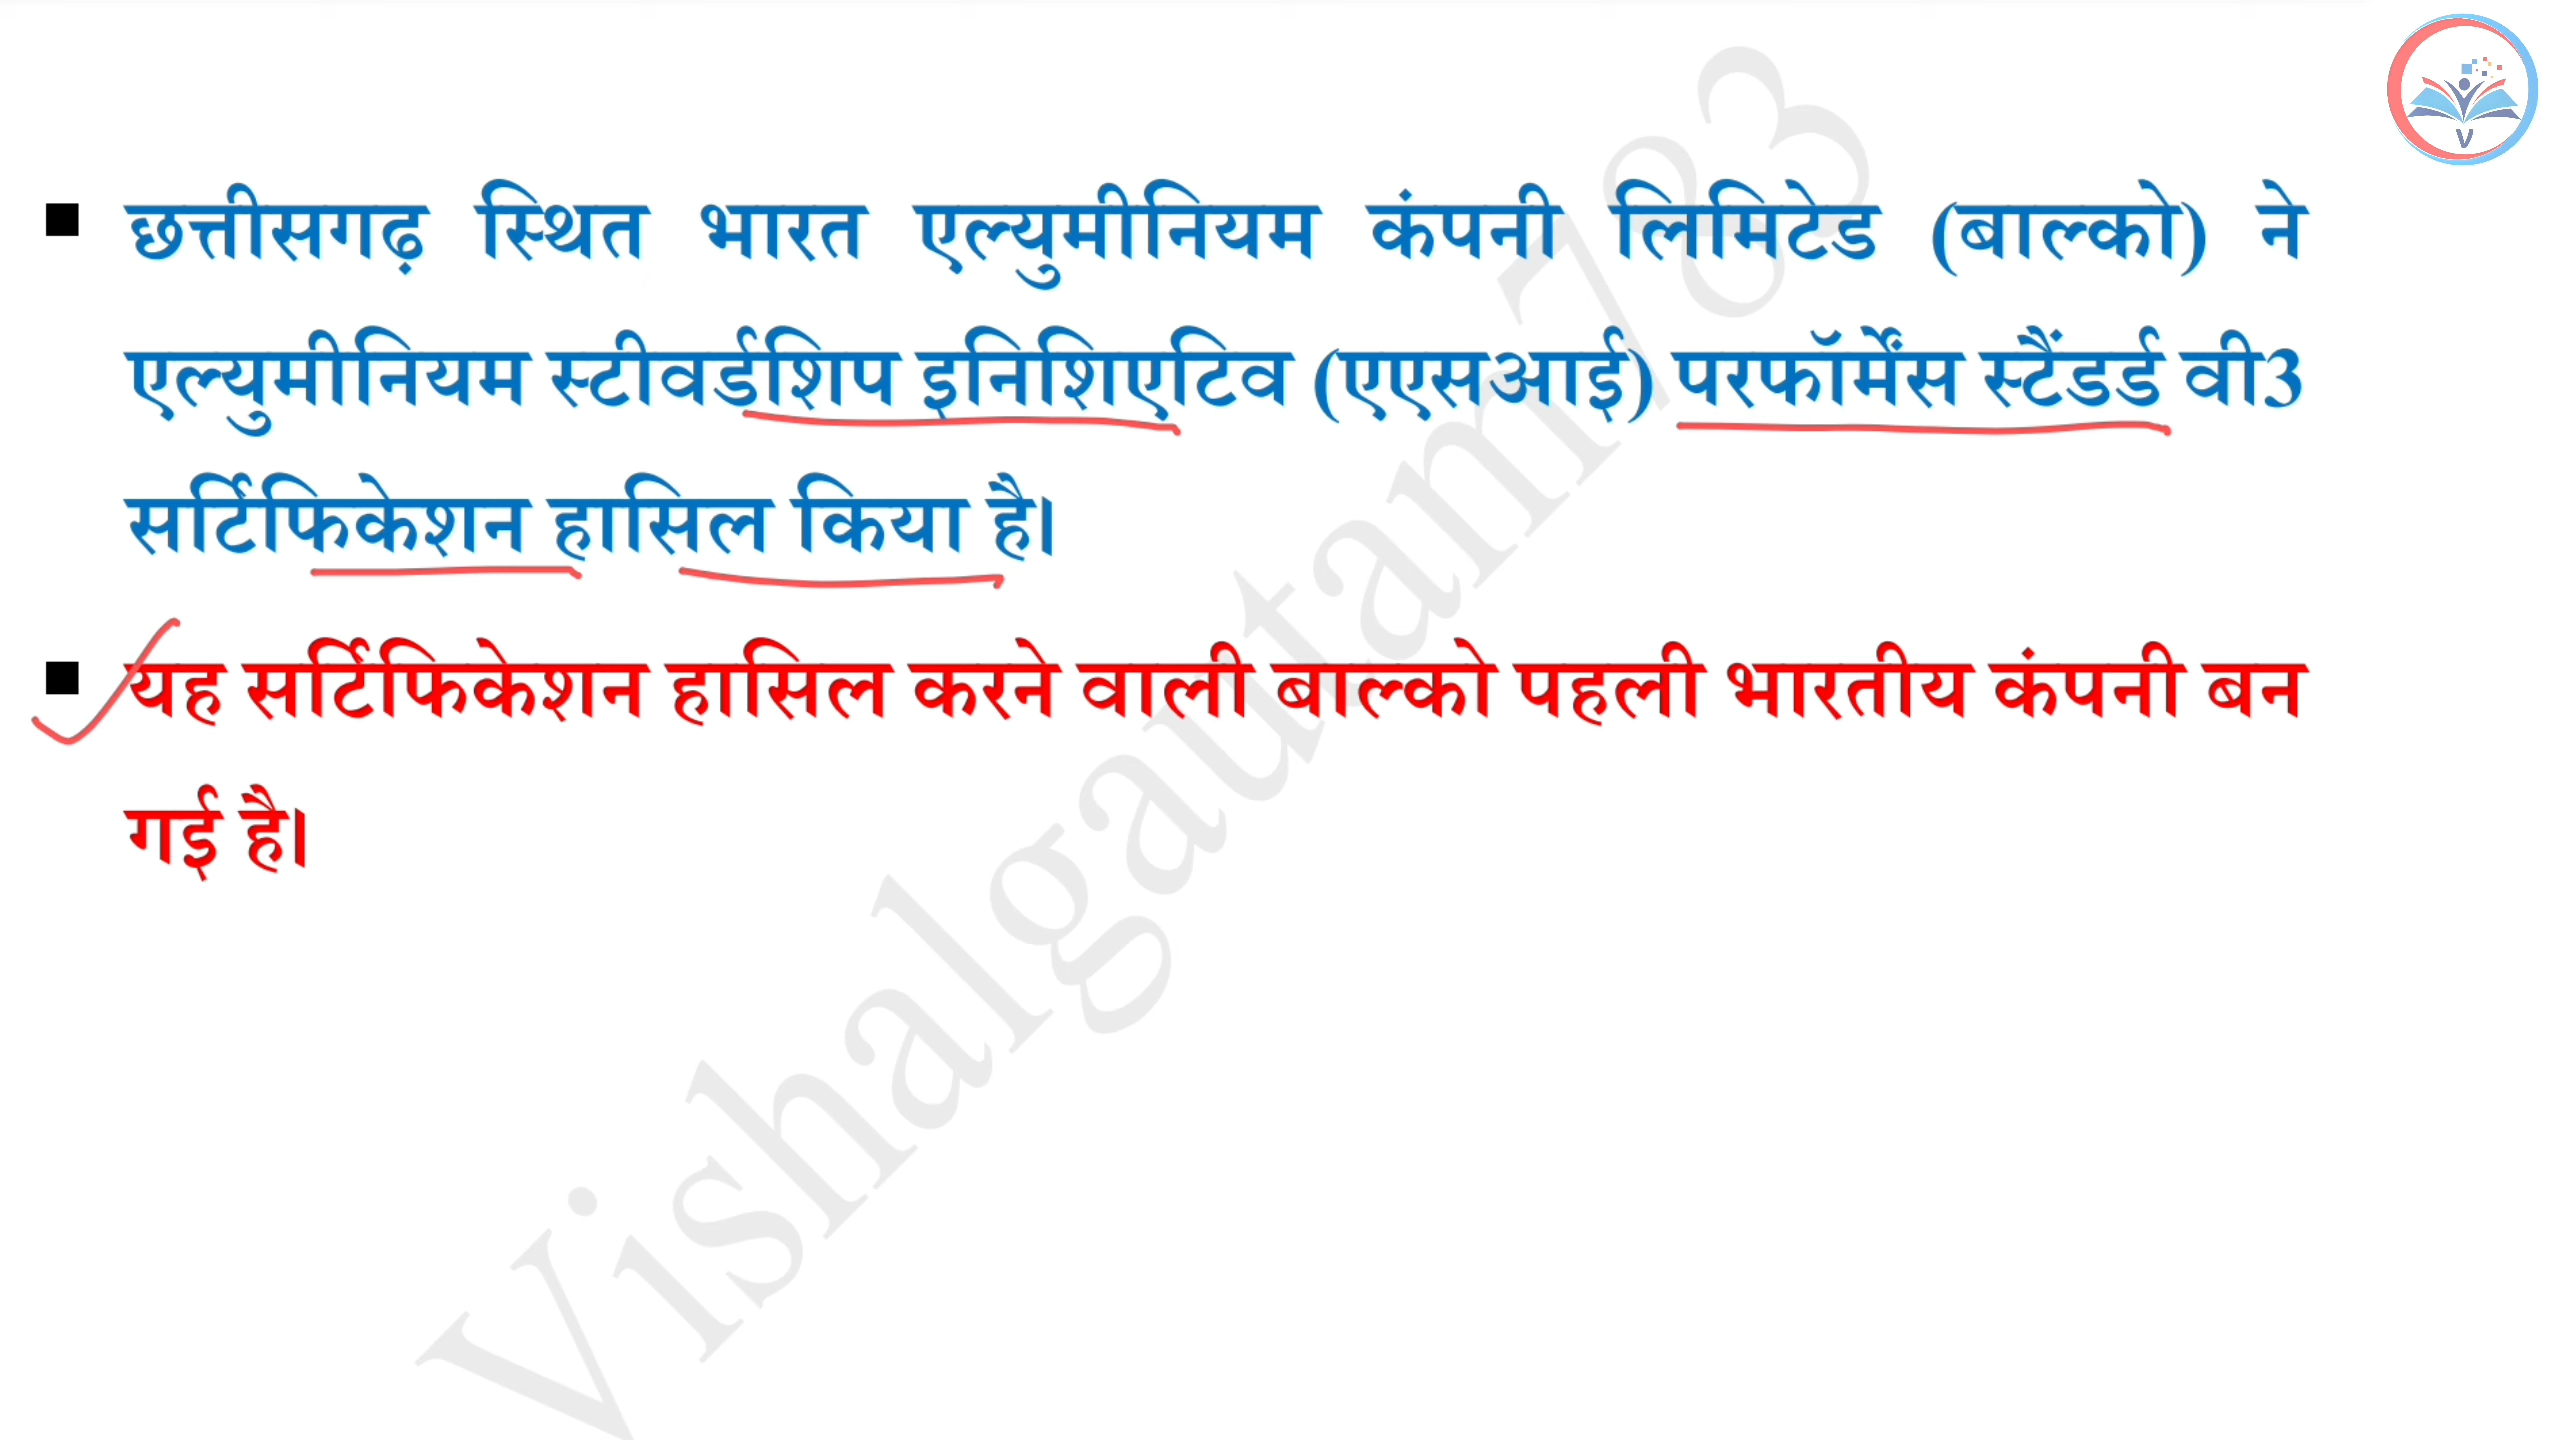 छत्तीसगढ़ स्थित भारत एल्युमीनियम कंपनी लिमिटेड (बाल्को) ने
एल्युमीनियम स्टीवर्डशिप इनिशिएटिव (एएसआई) परफॉर्मेंस स्टैंडर्ड वी3
सर्टिफिकेशन हासिल किया है।
यह सर्टिफिकेशन हासिल करने वाली बाल्को पहली भारतीय कंपनी बन
गई है।
Vishalgautam783
V